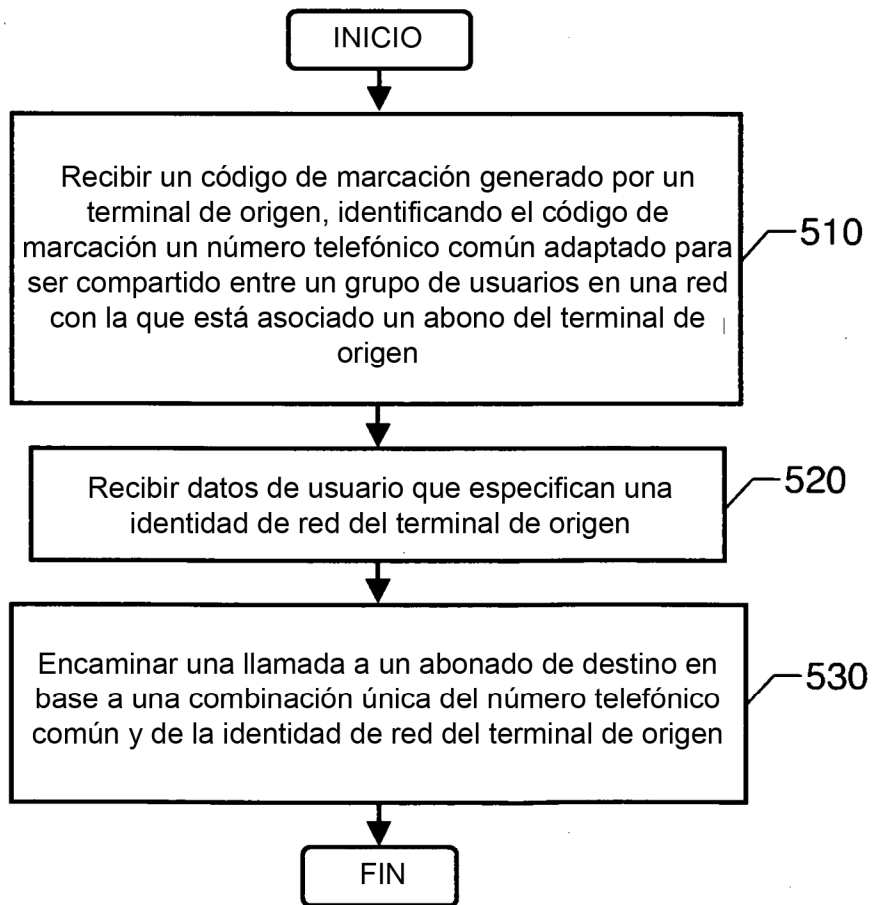 INICIO
Recibir un código de marcación generado por un
terminal de origen, identificando el código de
marcación un número telefónico común adaptado para
ser compartido entre un grupo de usuarios en una red
con la que está asociado un abono del terminal de
origen
510
Recibir datos de usuario que especifican una
identidad de red del terminal de origen
520
Encaminar una llamada a un abonado de destino en
base a una combinación única del número telefónico
común y de la identidad de red del terminal de origen
530
FIN